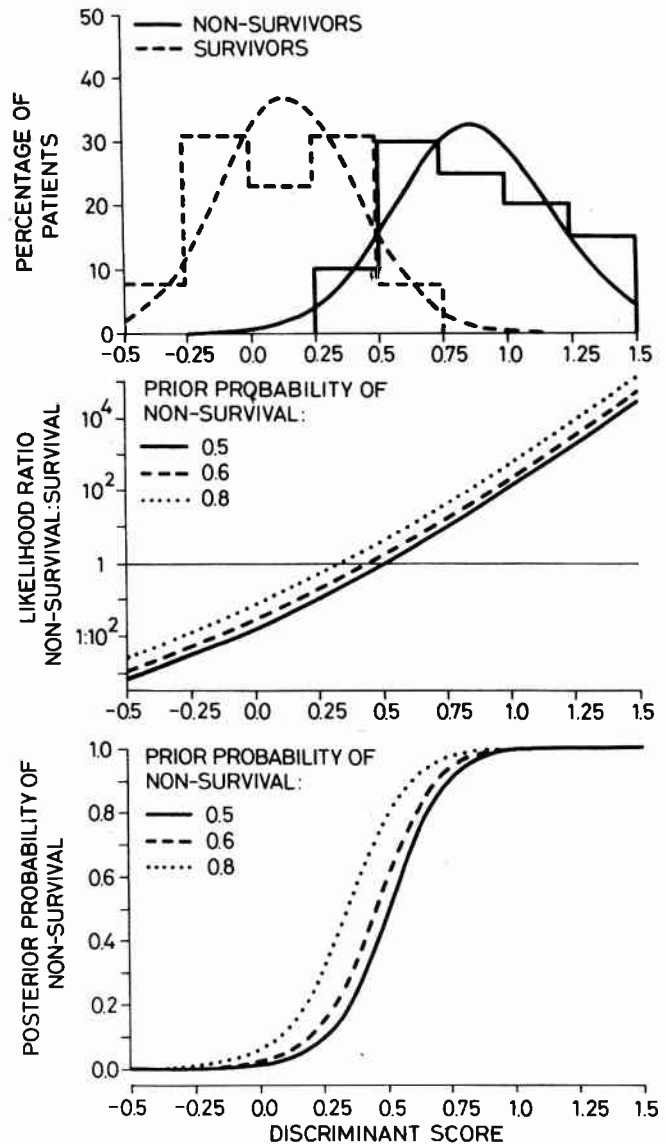 50
40
30
20
10
0
PERCENTAGE OF
PATIENTS
NON-SURVIVORS
SURVIVORS
-0.5 -0.25 0.0 0.25 0.5 0.75 1.0 1.25 1.5
LIKELIHOOD RATIO
NON-SURVIVAL:SURVIVAL
10^4
10^2
1
1:10^2
PRIOR PROBABILITY OF
NON-SURVIVAL:
0.5
0.6
0.8
-0.5 -0.25 0.0 0.25 0.5 0.75 1.0 1.25 1.5
POSTERIOR PROBABILITY OF
NON-SURVIVAL
1.0
0.8
0.6
0.4
0.2
0.0
PRIOR PROBABILITY OF
NON-SURVIVAL:
0.5
0.6
0.8
-0.5 -0.25 0.0 0.25 0.5 0.75 1.0 1.25 1.5
DISCRIMINANT SCORE